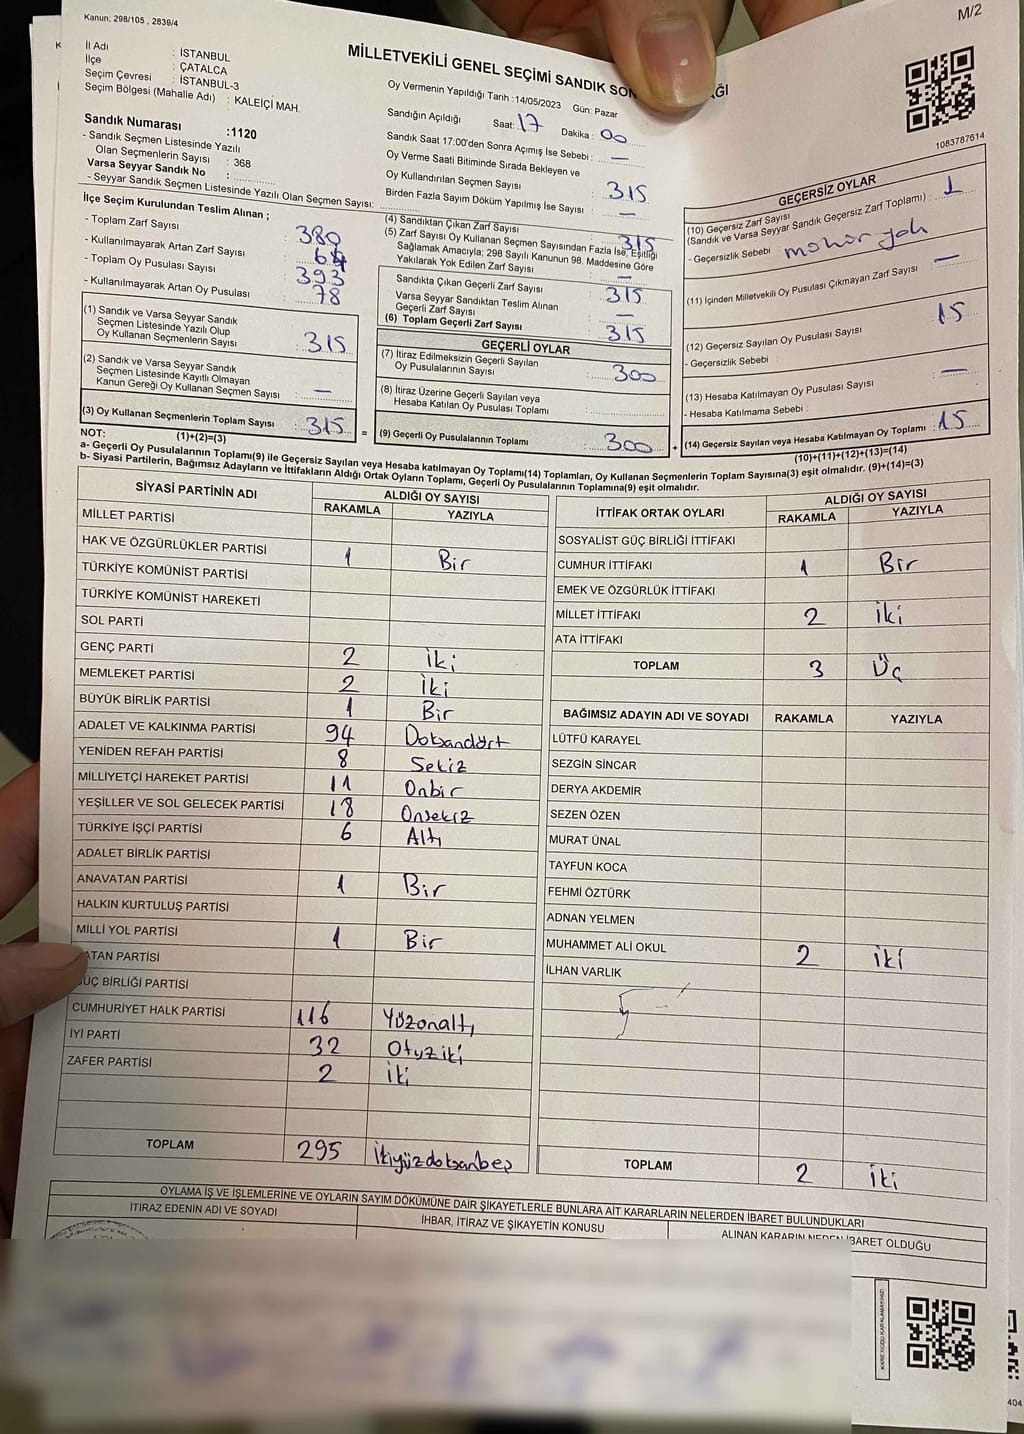 Kanun: 298/105 , 2839/4
M/2
İl Adı : İSTANBUL
İlçe : ÇATALCA
Seçim Çevresi : İSTANBUL-3
Seçim Bölgesi (Mahalle Adı) : KALEİÇİ MAH.
MİLLETVEKİLİ GENEL SEÇİMİ SANDIK
Oy Vermenin Yapıldığı Tarih :14/05/2023 Gün: Pazar
Sandığın Açıldığı Saat: 17 Dakika : 00
Sandık Saat 17:00'den Sonra Açımış İse Sebebi : —
Oy Verme Saati Bitiminde Sırada Bekleyen ve
Oy Kullandırılan Seçmen Sayısı : 315
Birden Fazla Sayım Döküm Yapılmış İse Sayısı : —
1083787614
Sandık Numarası :1120
- Sandık Seçmen Listesinde Yazılı
Olan Seçmenlerin Sayısı : 368
Varsa Seyyar Sandık No :
- Seyyar Sandık Seçmen Listesinde Yazılı Olan Seçmen Sayısı:
İlçe Seçim Kurulundan Teslim Alınan ;
- Toplam Zarf Sayısı 380
- Kullanılmayarak Artan Zarf Sayısı
- Toplam Oy Pusulası Sayısı 393
- Kullanılmayarak Artan Oy Pusulası 78
(1) Sandık ve Varsa Seyyar Sandık
Seçmen Listesinde Yazılı Olup
Oy Kullanan Seçmenlerin Sayısı : 315
(2) Sandık ve Varsa Seyyar Sandık
Seçmen Listesinde Kayıtlı Olmayan
Kanun Gereği Oy Kullanan Seçmen Sayısı : —
(3) Oy Kullanan Seçmenlerin Toplam Sayısı : 315
(1)+(2)=(3)
(4) Sandıktan Çıkan Zarf Sayısı 315
(5) Zarf Sayısı Oy Kullanan Seçmen Sayısından Fazla İse, Eşitliği
Sağlamak Amacıyla; 298 Sayılı Kanunun 98. Maddesine Göre
Yakılarak Yok Edilen Zarf Sayısı : —
Sandıkta Çıkan Geçerli Zarf Sayısı : 315
Varsa Seyyar Sandıktan Teslim Alınan
Geçerli Zarf Sayısı : —
(6) Toplam Geçerli Zarf Sayısı : 315
GEÇERLİ OYLAR
(7) İtiraz Edilmeksizin Geçerli Sayılan
Oy Pusulalarının Sayısı : 300
(8) İtiraz Üzerine Geçerli Sayılan veya
Hesaba Katılan Oy Pusulası Toplamı
= (9) Geçerli Oy Pusulalarının Toplamı : 300
GEÇERSİZ OYLAR
(10) Geçersiz Zarf Sayısı
(Sandık ve Varsa Seyyar Sandık Geçersiz Zarf Toplamı) : 1
- Geçersizlik Sebebi : mühür yok
(11) İçinden Milletvekili Oy Pusulası Çıkmayan Zarf Sayısı —
(12) Geçersiz Sayılan Oy Pusulası Sayısı : 15
- Geçersizlik Sebebi :
(13) Hesaba Katılmayan Oy Pusulası Sayısı —
- Hesaba Katılmama Sebebi :
+ (14) Geçersiz Sayılan veya Hesaba Katılmayan Oy Toplamı : 15
(10)+(11)+(12)+(13)=(14)
NOT:
a- Geçerli Oy Pusulalarının Toplamı(9) ile Geçersiz Sayılan veya Hesaba katılmayan Oy Toplamı(14) Toplamları, Oy Kullanan Seçmenlerin Toplam Sayısına(3) eşit olmalıdır. (9)+(14)=(3)
b- Siyasi Partilerin, Bağımsız Adayların ve İttifakların Aldığı Ortak Oyların Toplamı, Geçerli Oy Pusulalarının Toplamına(9) eşit olmalıdır.
SİYASİ PARTİNİN ADI ALDIĞI OY SAYISI
RAKAMLA YAZIYLA
MİLLET PARTİSİ
HAK VE ÖZGÜRLÜKLER PARTİSİ 1 Bir
TÜRKİYE KOMÜNİST PARTİSİ
TÜRKİYE KOMÜNİST HAREKETİ
SOL PARTİ
GENÇ PARTİ 2 iki
MEMLEKET PARTİSİ 2 İki
BÜYÜK BİRLİK PARTİSİ 1 Bir
ADALET VE KALKINMA PARTİSİ 94 Doksandört
YENİDEN REFAH PARTİSİ 8 Sekiz
MİLLİYETÇİ HAREKET PARTİSİ 11 Onbir
YEŞİLLER VE SOL GELECEK PARTİSİ 18 Onsekiz
TÜRKİYE İŞÇİ PARTİSİ 6 Altı
ADALET BİRLİK PARTİSİ
ANAVATAN PARTİSİ 1 Bir
HALKIN KURTULUŞ PARTİSİ
MİLLİ YOL PARTİSİ 1 Bir
ATAN PARTİSİ
ÜÇ BİRLİĞİ PARTİSİ
CUMHURİYET HALK PARTİSİ 116 Yüzonaltı
İYİ PARTİ 32 Otuziki
ZAFER PARTİSİ 2 iki
TOPLAM 295 ikiyüzdoksanbeş
İTTİFAK ORTAK OYLARI ALDIĞI OY SAYISI
RAKAMLA YAZIYLA
SOSYALİST GÜÇ BİRLİĞİ İTTİFAKI
CUMHUR İTTİFAKI 1 Bir
EMEK VE ÖZGÜRLÜK İTTİFAKI
MİLLET İTTİFAKI 2 iki
ATA İTTİFAKI
TOPLAM 3 Üç
BAĞIMSIZ ADAYIN ADI VE SOYADI RAKAMLA YAZIYLA
LÜTFÜ KARAYEL
SEZGİN SİNCAR
DERYA AKDEMİR
SEZEN ÖZEN
MURAT ÜNAL
TAYFUN KOCA
FEHMİ ÖZTÜRK
ADNAN YELMEN
MUHAMMET ALİ OKUL 2 iki
İLHAN VARLIK
TOPLAM 2 iki
OYLAMA İŞ VE İŞLEMLERİNE VE OYLARIN SAYIM DÖKÜMÜNE DAİR ŞİKAYETLERLE BUNLARA AİT KARARLARIN NELERDEN İBARET BULUNDUKLARI
İTİRAZ EDENİN ADI VE SOYADI İHBAR, İTİRAZ VE ŞİKAYETİN KONUSU ALINAN KARARIN NEDEN İBARET OLDUĞU
KARE KODU KARALAMAYINIZ!
404